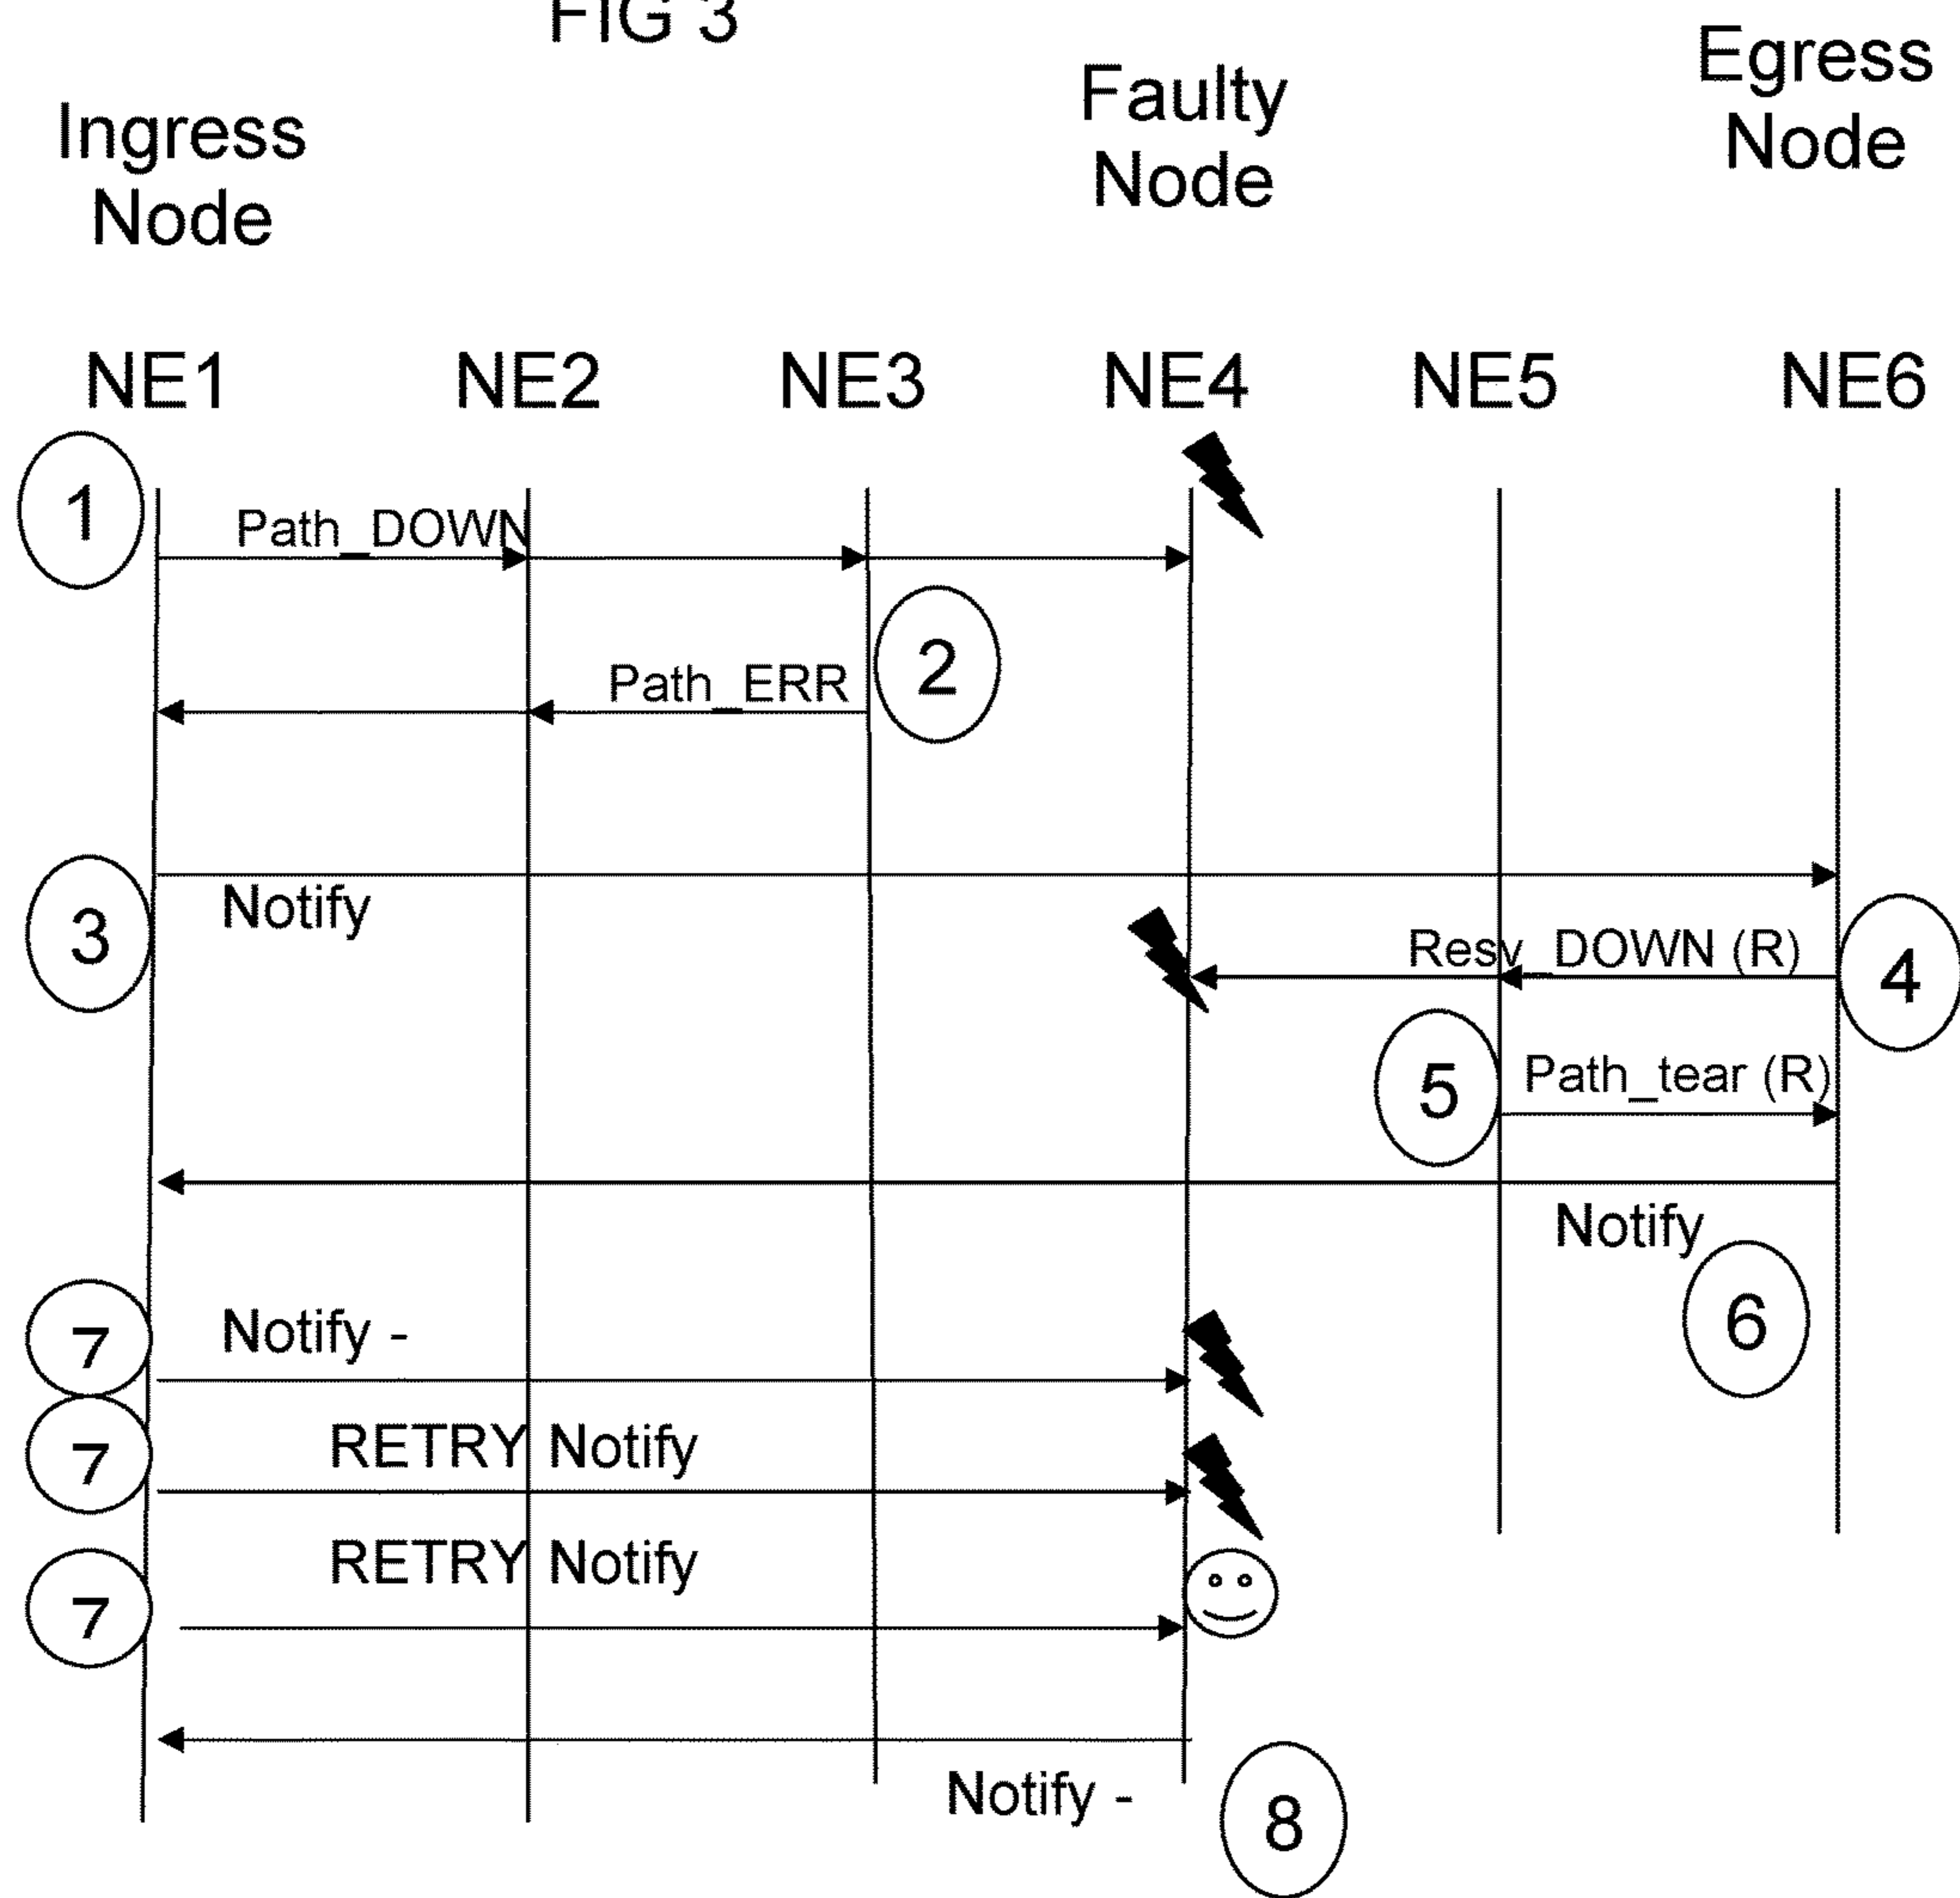 FIG 3
Ingress
Node
Faulty
Node
Egress
Node
NE1
NE2
NE3
NE4
NE5
NE6
1
Path_DOWN
Path_ERR
2
3
Notify
Resv_DOWN (R)
4
5
Path_tear (R)
Notify
6
7
Notify -
7
RETRY Notify
7
RETRY Notify
Notify -
8